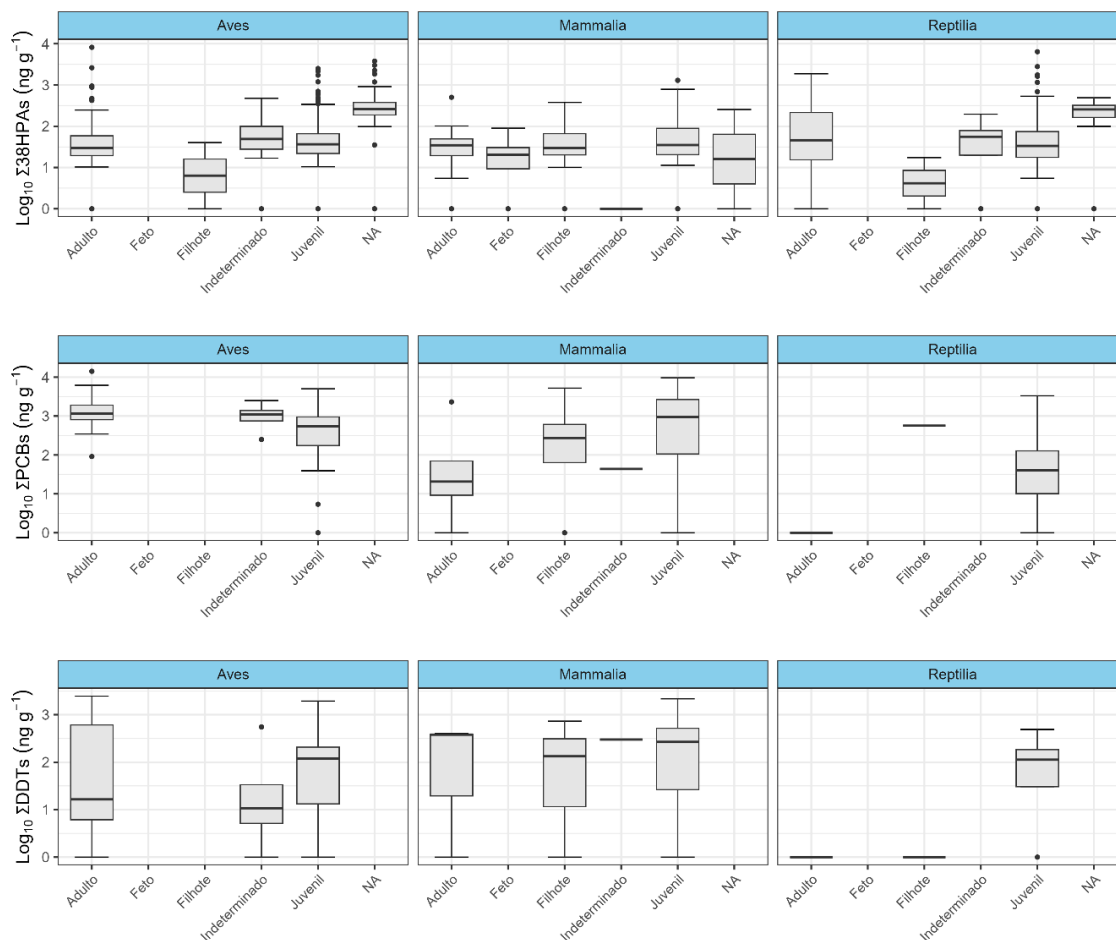 Aves Mammalia Reptilia
Log₁₀ Σ38HPAs (ng g⁻¹)
4
3
2
1
0
Adulto Feto Filhote Indeterminado Juvenil NA Adulto Feto Filhote Indeterminado Juvenil NA Adulto Feto Filhote Indeterminado Juvenil NA
Aves Mammalia Reptilia
Log₁₀ ΣPCBs (ng g⁻¹)
4
3
2
1
0
Adulto Feto Filhote Indeterminado Juvenil NA Adulto Feto Filhote Indeterminado Juvenil NA Adulto Feto Filhote Indeterminado Juvenil NA
Aves Mammalia Reptilia
Log₁₀ ΣDDTs (ng g⁻¹)
3
2
1
0
Adulto Feto Filhote Indeterminado Juvenil NA Adulto Feto Filhote Indeterminado Juvenil NA Adulto Feto Filhote Indeterminado Juvenil NA